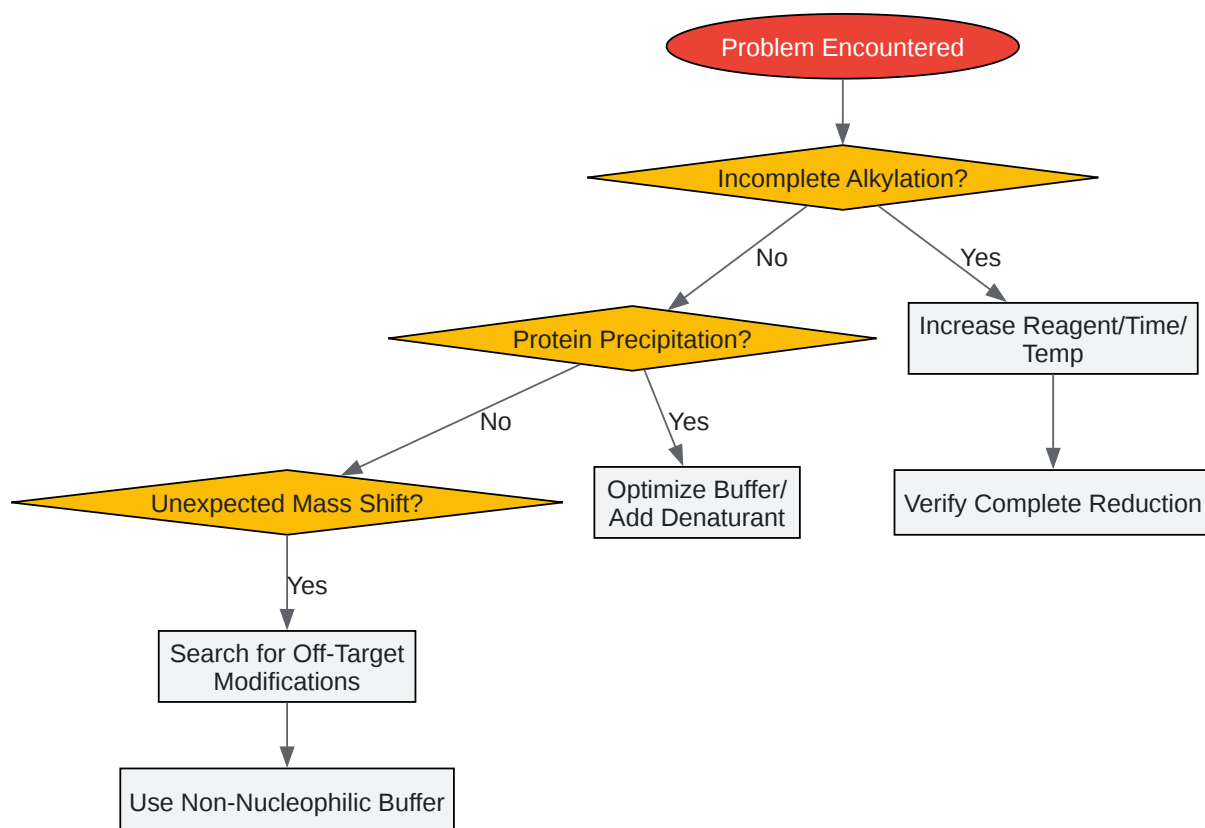 Problem Encountered
Incomplete Alkylation?
No
Yes
Protein Precipitation?
Increase Reagent/Time/
Temp
No
Yes
Unexpected Mass Shift?
Optimize Buffer/
Add Denaturant
Verify Complete Reduction
Yes
Search for Off-Target
Modifications
Use Non-Nucleophilic Buffer